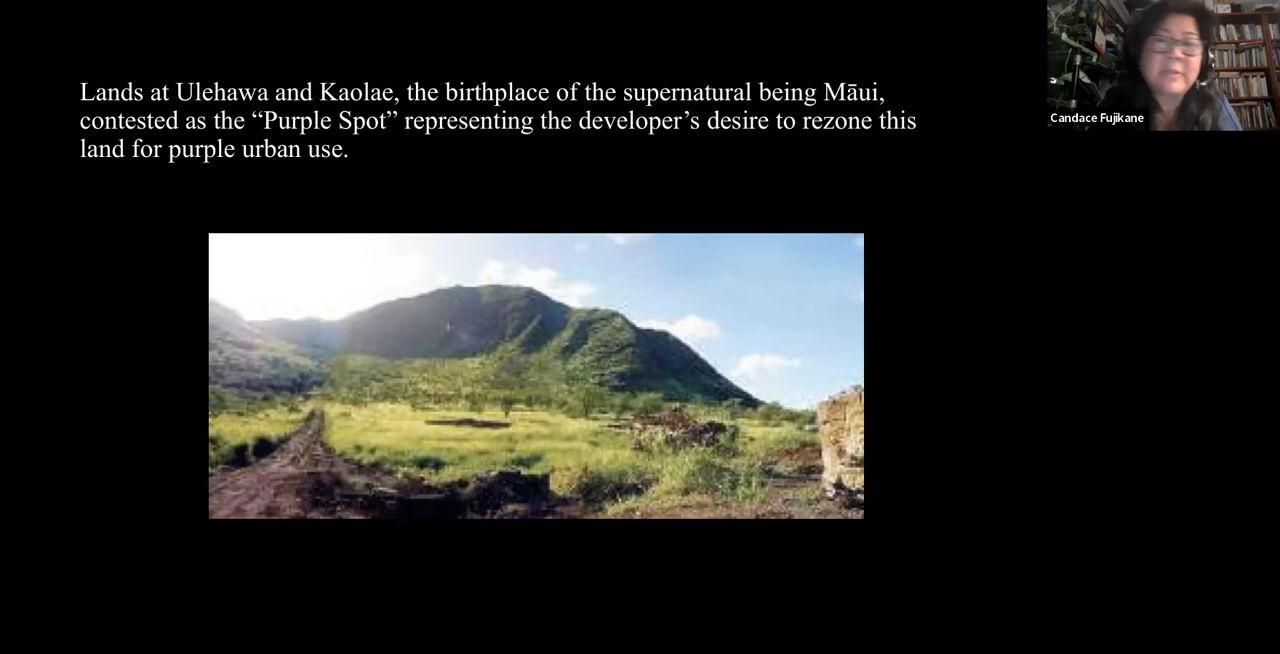 Lands at Ulehawa and Kaolae, the birthplace of the supernatural being Māui,
contested as the “Purple Spot” representing the developer’s desire to rezone this
land for purple urban use.
Candace Fujikane